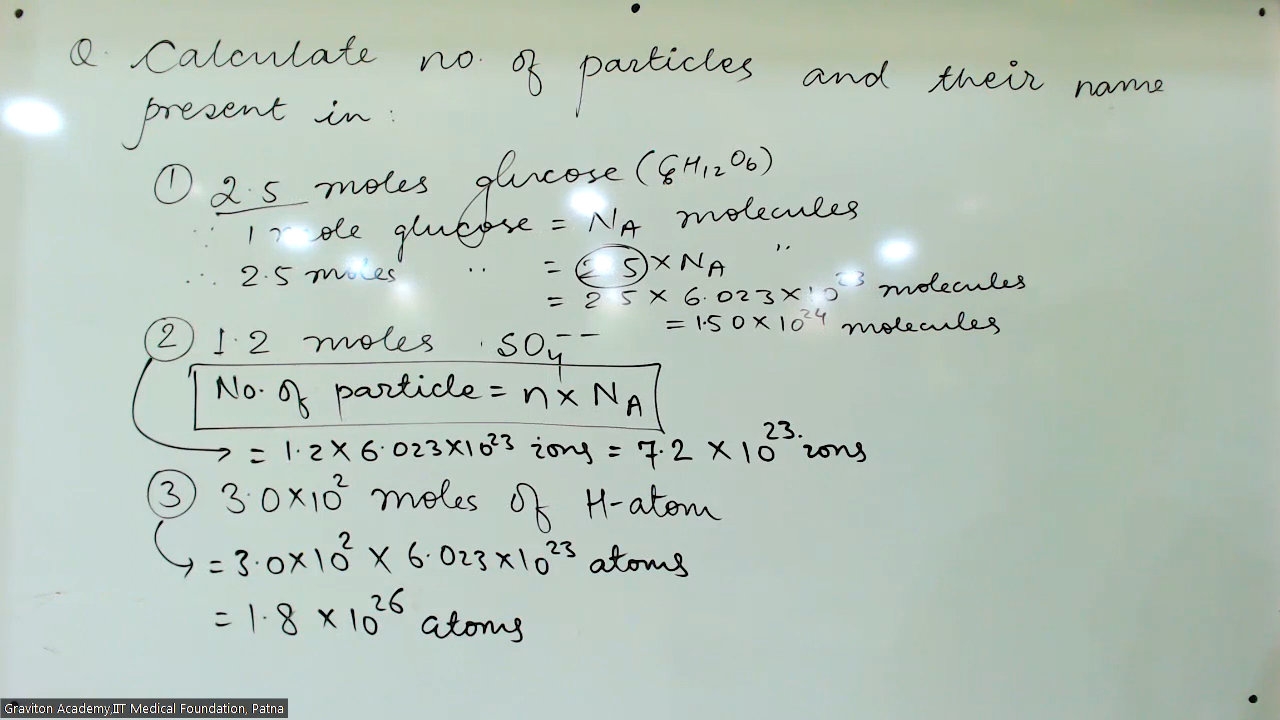 Q. Calculate no. of particles and their name
present in:
① 2.5 moles glucose (C6H12O6)
∵ 1 mole glucose = NA molecules
∴ 2.5 moles " = 2.5 × NA "
= 2.5 × 6.023 × 10^23 molecules
= 1.50 × 10^24 molecules
② 1.2 moles SO4^--
No. of particle = n × NA
→ = 1.2 × 6.023 × 10^23 ions = 7.2 × 10^23 ions
③ 3.0 × 10^2 moles of H-atom
→ = 3.0 × 10^2 × 6.023 × 10^23 atoms
= 1.8 × 10^26 atoms
Graviton Academy,IIT Medical Foundation, Patna